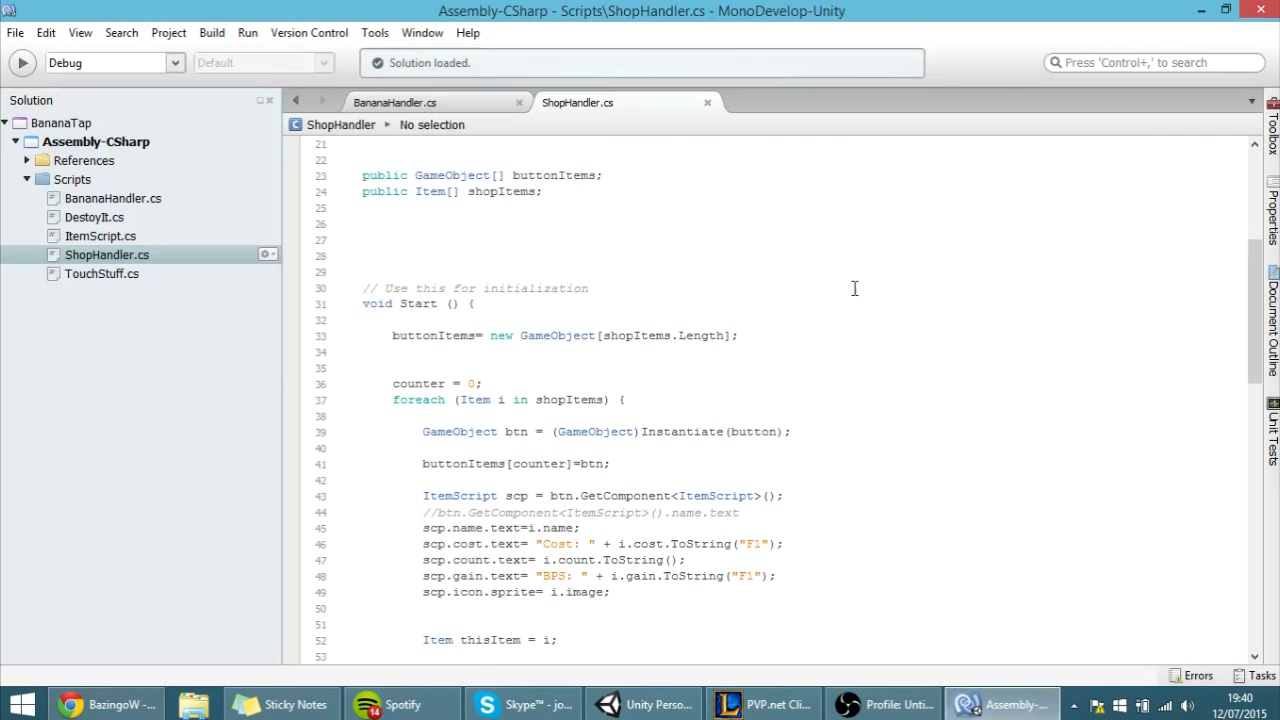 Assembly-CSharp - Scripts\ShopHandler.cs - MonoDevelop-Unity
File Edit View Search Project Build Run Version Control Tools Window Help
Debug Default Solution loaded. Press 'Control+,' to search
Solution
BananaHandler.cs ShopHandler.cs
ShopHandler No selection
BananaTap
Assembly-CSharp
References
Scripts
BananaHandler.cs
DestoyIt.cs
ItemScript.cs
ShopHandler.cs
TouchStuff.cs
21
22
23 public GameObject[] buttonItems;
24 public Item[] shopItems;
25
26
27
28
29
30 // Use this for initialization
31 void Start () {
32
33 buttonItems= new GameObject[shopItems.Length];
34
35
36 counter = 0;
37 foreach (Item i in shopItems) {
38
39 GameObject btn = (GameObject)Instantiate(button);
40
41 buttonItems[counter]=btn;
42
43 ItemScript scp = btn.GetComponent<ItemScript>();
44 //btn.GetComponent<ItemScript>().name.text
45 scp.name.text=i.name;
46 scp.cost.text= "Cost: " + i.cost.ToString("F1");
47 scp.count.text= i.count.ToString();
48 scp.gain.text= "BPS: " + i.gain.ToString("F1");
49 scp.icon.sprite= i.image;
50
51
52 Item thisItem = i;
53
Toolbox
Properties
Document Outline
Unit Tests
Errors Tasks
BazingoW - ... Sticky Notes Spotify 14 Skype™ - jo... Unity Perso... PVP.net Cli... Profile: Unti... Assembly-...
19:40
12/07/2015